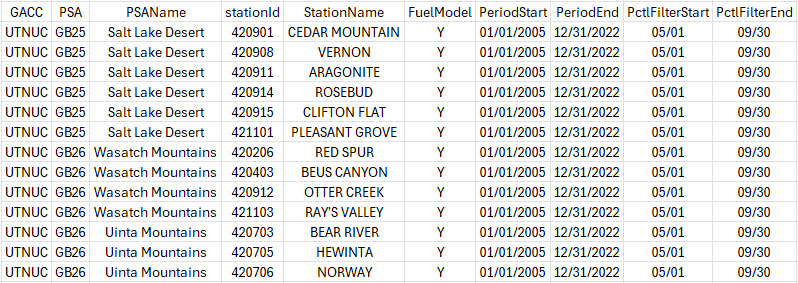 GACC PSA PSAName stationId StationName FuelModel PeriodStart PeriodEnd PctlFilterStart PctlFilterEnd
UTNUC GB25 Salt Lake Desert 420901 CEDAR MOUNTAIN Y 01/01/2005 12/31/2022 05/01 09/30
UTNUC GB25 Salt Lake Desert 420908 VERNON Y 01/01/2005 12/31/2022 05/01 09/30
UTNUC GB25 Salt Lake Desert 420911 ARAGONITE Y 01/01/2005 12/31/2022 05/01 09/30
UTNUC GB25 Salt Lake Desert 420914 ROSEBUD Y 01/01/2005 12/31/2022 05/01 09/30
UTNUC GB25 Salt Lake Desert 420915 CLIFTON FLAT Y 01/01/2005 12/31/2022 05/01 09/30
UTNUC GB25 Salt Lake Desert 421101 PLEASANT GROVE Y 01/01/2005 12/31/2022 05/01 09/30
UTNUC GB26 Wasatch Mountains 420206 RED SPUR Y 01/01/2005 12/31/2022 05/01 09/30
UTNUC GB26 Wasatch Mountains 420403 BEUS CANYON Y 01/01/2005 12/31/2022 05/01 09/30
UTNUC GB26 Wasatch Mountains 420912 OTTER CREEK Y 01/01/2005 12/31/2022 05/01 09/30
UTNUC GB26 Wasatch Mountains 421103 RAY'S VALLEY Y 01/01/2005 12/31/2022 05/01 09/30
UTNUC GB26 Uinta Mountains 420703 BEAR RIVER Y 01/01/2005 12/31/2022 05/01 09/30
UTNUC GB26 Uinta Mountains 420705 HEWINTA Y 01/01/2005 12/31/2022 05/01 09/30
UTNUC GB26 Uinta Mountains 420706 NORWAY Y 01/01/2005 12/31/2022 05/01 09/30